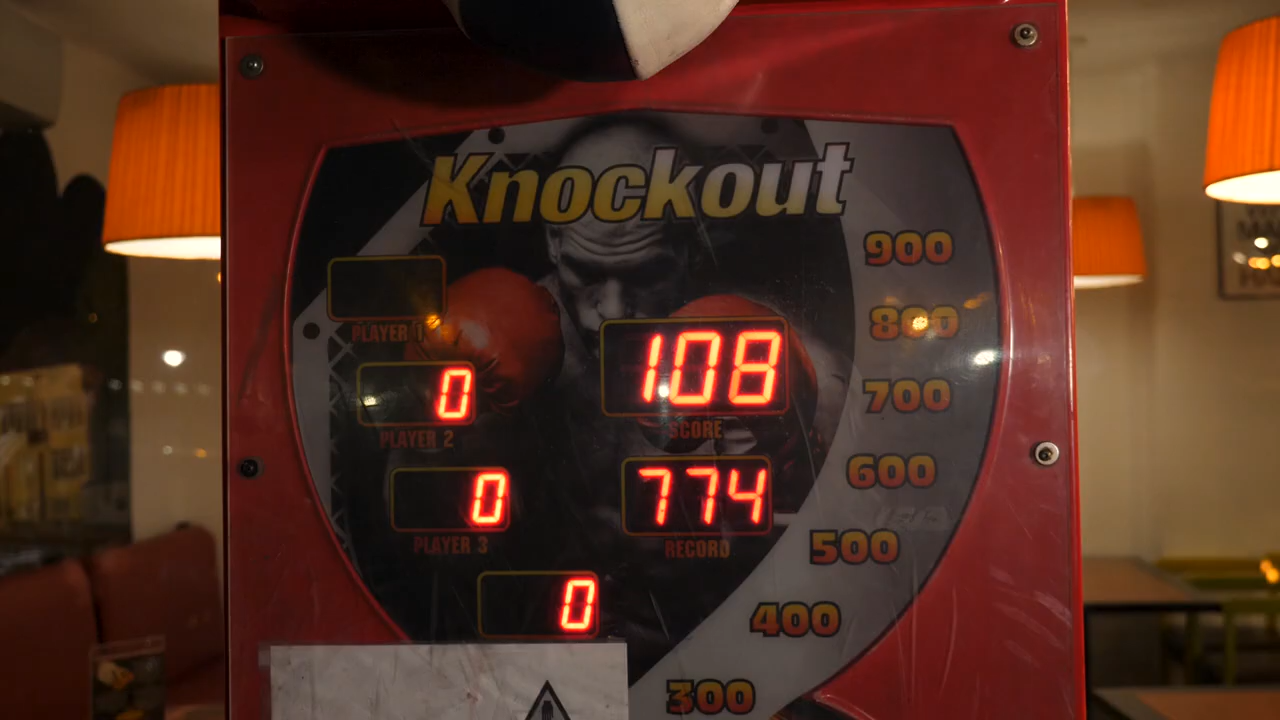 Knockout
900
PLAYER 1
800
108
0
SCORE
700
PLAYER 2
774
0
RECORD
600
PLAYER 3
500
0
400
300